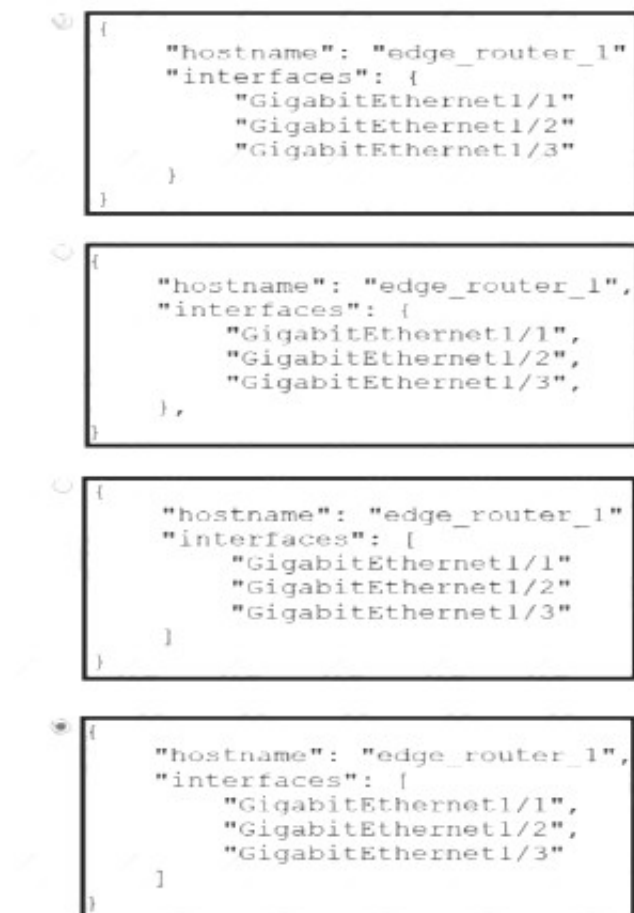 {
"hostname": "edge_router_1"
"interfaces": {
"GigabitEthernet1/1"
"GigabitEthernet1/2"
"GigabitEthernet1/3"
}
}
{
"hostname": "edge_router_1",
"interfaces": {
"GigabitEthernet1/1",
"GigabitEthernet1/2",
"GigabitEthernet1/3",
},
}
{
"hostname": "edge_router_1"
"interfaces": [
"GigabitEthernet1/1"
"GigabitEthernet1/2"
"GigabitEthernet1/3"
]
}
{
"hostname": "edge_router_1",
"interfaces": [
"GigabitEthernet1/1",
"GigabitEthernet1/2",
"GigabitEthernet1/3"
]
}